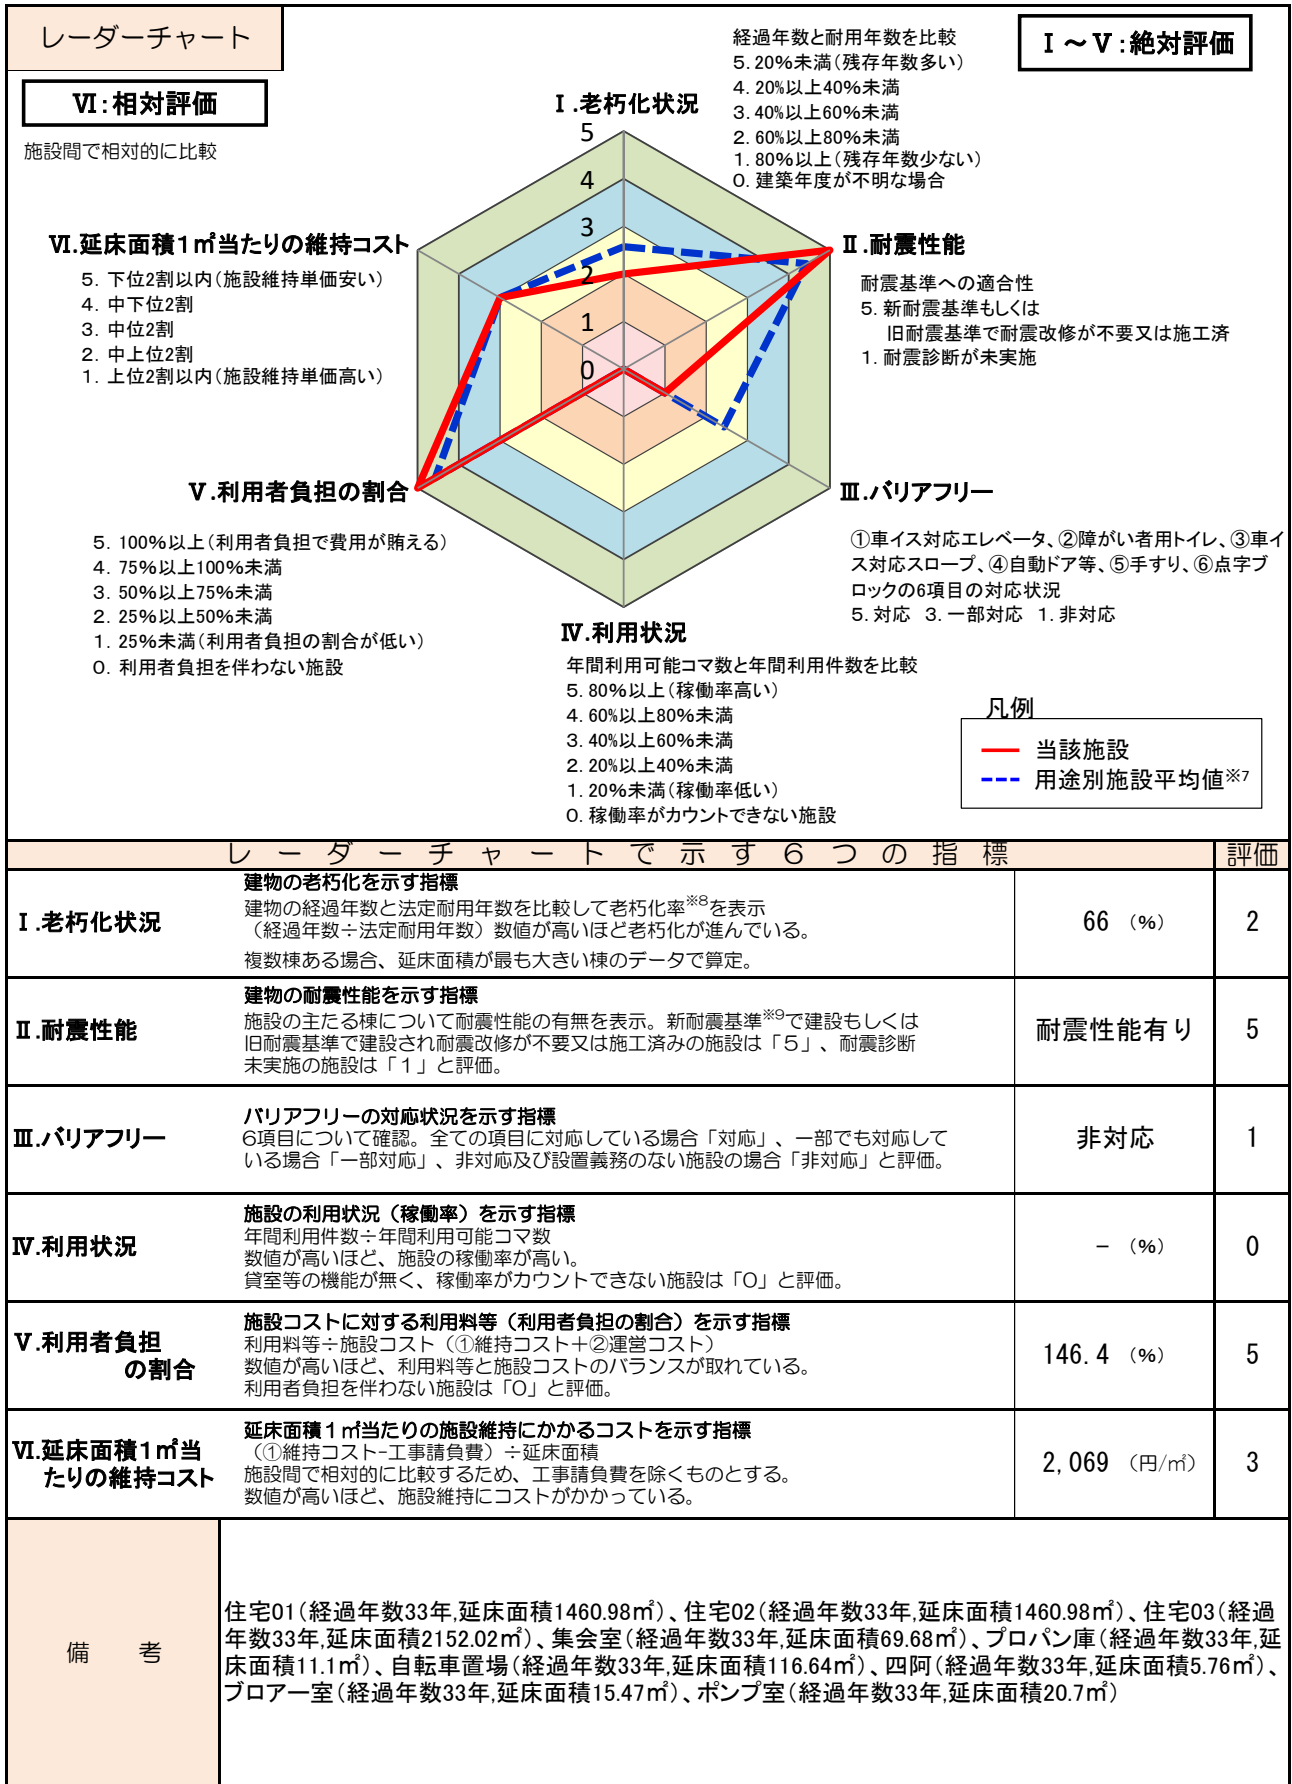 レーダーチャート
Ⅰ～Ⅴ:絶対評価
Ⅵ:相対評価
施設間で相対的に比較
Ⅰ.老朽化状況
経過年数と耐用年数を比較
5.20%未満(残存年数多い)
4.20%以上40%未満
3.40%以上60%未満
2.60%以上80%未満
1.80%以上(残存年数少ない)
0.建築年度が不明な場合
5
4
3
2
1
0
Ⅱ.耐震性能
耐震基準への適合性
5.新耐震基準もしくは
旧耐震基準で耐震改修が不要又は施工済
1.耐震診断が未実施
Ⅵ.延床面積1㎡当たりの維持コスト
5.下位2割以内(施設維持単価安い)
4.中下位2割
3.中位2割
2.中上位2割
1.上位2割以内(施設維持単価高い)
Ⅲ.バリアフリー
①車イス対応エレベータ、②障がい者用トイレ、③車イ
ス対応スロープ、④自動ドア等、⑤手すり、⑥点字ブ
ロックの6項目の対応状況
5.対応 3.一部対応 1.非対応
Ⅴ.利用者負担の割合
5.100%以上(利用者負担で費用が賄える)
4.75%以上100%未満
3.50%以上75%未満
2.25%以上50%未満
1.25%未満(利用者負担の割合が低い)
0.利用者負担を伴わない施設
Ⅳ.利用状況
年間利用可能コマ数と年間利用件数を比較
5.80%以上(稼働率高い)
4.60%以上80%未満
3.40%以上60%未満
2.20%以上40%未満
1.20%未満(稼働率低い)
0.稼働率がカウントできない施設
凡例
当該施設
用途別施設平均値※7
レーダーチャートで示す6つの指標 評価
Ⅰ.老朽化状況
建物の老朽化を示す指標
建物の経過年数と法定耐用年数を比較して老朽化率※8を表示
(経過年数÷法定耐用年数)数値が高いほど老朽化が進んでいる。
複数棟ある場合、延床面積が最も大きい棟のデータで算定。
66 (%) 2
Ⅱ.耐震性能
建物の耐震性能を示す指標
施設の主たる棟について耐震性能の有無を表示。新耐震基準※9で建設もしくは
旧耐震基準で建設され耐震改修が不要又は施工済みの施設は「5」、耐震診断
未実施の施設は「1」と評価。
耐震性能有り 5
Ⅲ.バリアフリー
バリアフリーの対応状況を示す指標
6項目について確認。全ての項目に対応している場合「対応」、一部でも対応して
いる場合「一部対応」、非対応及び設置義務のない施設の場合「非対応」と評価。
非対応 1
Ⅳ.利用状況
施設の利用状況(稼働率)を示す指標
年間利用件数÷年間利用可能コマ数
数値が高いほど、施設の稼働率が高い。
貸室等の機能が無く、稼働率がカウントできない施設は「0」と評価。
- (%) 0
Ⅴ.利用者負担
の割合
施設コストに対する利用料等(利用者負担の割合)を示す指標
利用料等÷施設コスト(①維持コスト+②運営コスト)
数値が高いほど、利用料等と施設コストのバランスが取れている。
利用者負担を伴わない施設は「0」と評価。
146.4 (%) 5
Ⅵ.延床面積1㎡当
たりの維持コスト
延床面積1㎡当たりの施設維持にかかるコストを示す指標
(①維持コスト-工事請負費)÷延床面積
施設間で相対的に比較するため、工事請負費を除くものとする。
数値が高いほど、施設維持にコストがかかっている。
2,069 (円/㎡) 3
備 考
住宅01(経過年数33年,延床面積1460.98㎡)、住宅02(経過年数33年,延床面積1460.98㎡)、住宅03(経過
年数33年,延床面積2152.02㎡)、集会室(経過年数33年,延床面積69.68㎡)、プロパン庫(経過年数33年,延
床面積11.1㎡)、自転車置場(経過年数33年,延床面積116.64㎡)、四阿(経過年数33年,延床面積5.76㎡)、
ブロアー室(経過年数33年,延床面積15.47㎡)、ポンプ室(経過年数33年,延床面積20.7㎡)